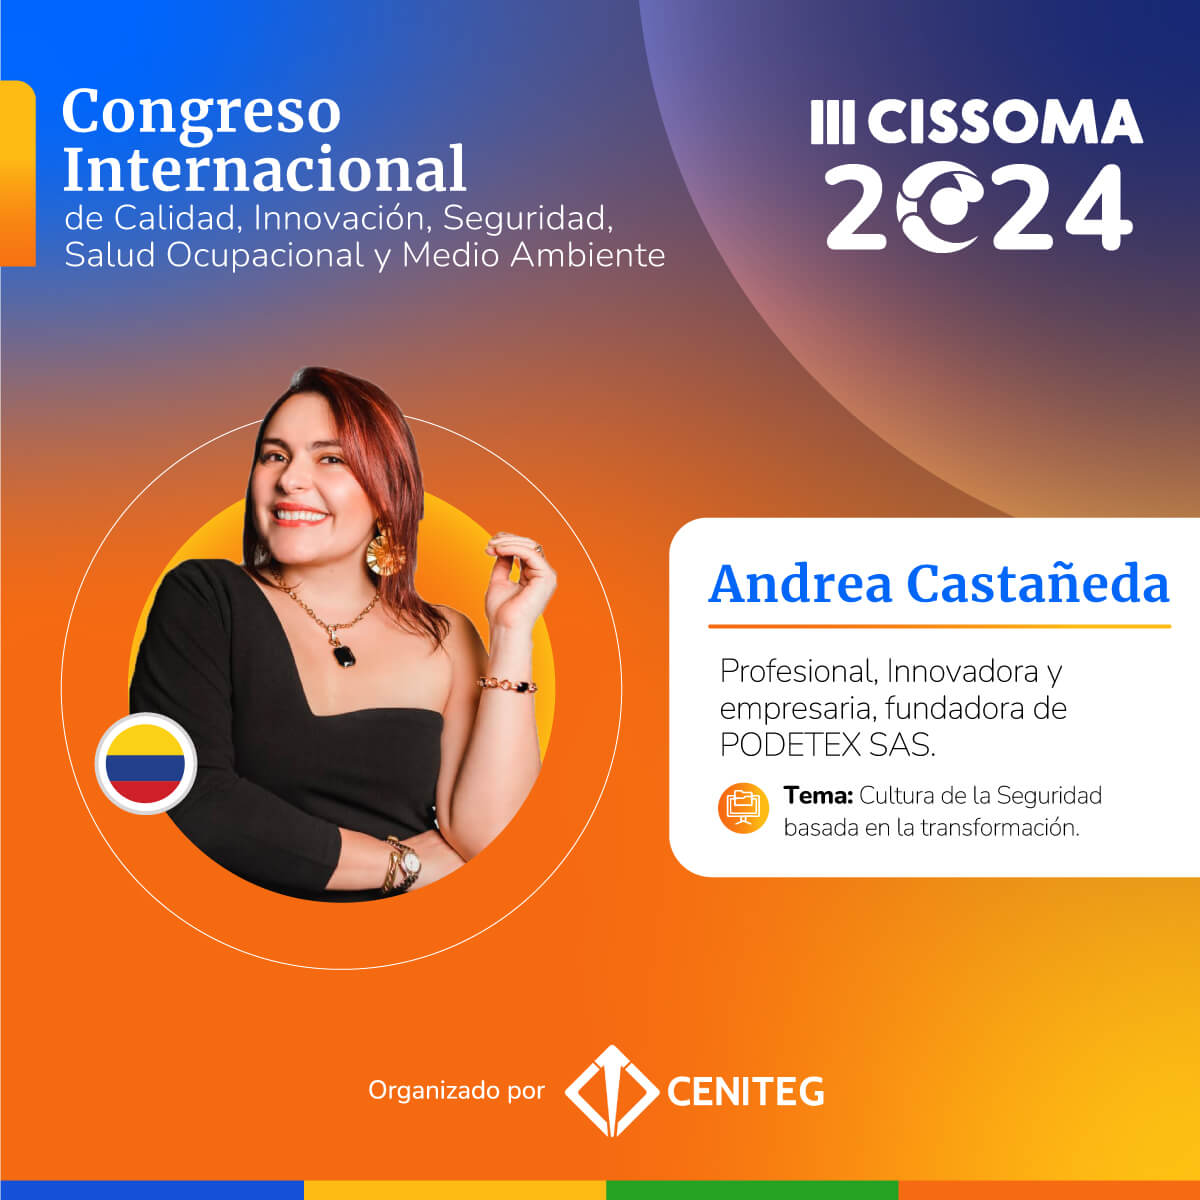 Congreso
Internacional
de Calidad, Innovación, Seguridad,
Salud Ocupacional y Medio Ambiente
III CISSOMA
2024
Andrea Castañeda
Profesional, Innovadora y
empresaria, fundadora de
PODETEX SAS.
Tema: Cultura de la Seguridad
basada en la transformación.
Organizado por CENITEG